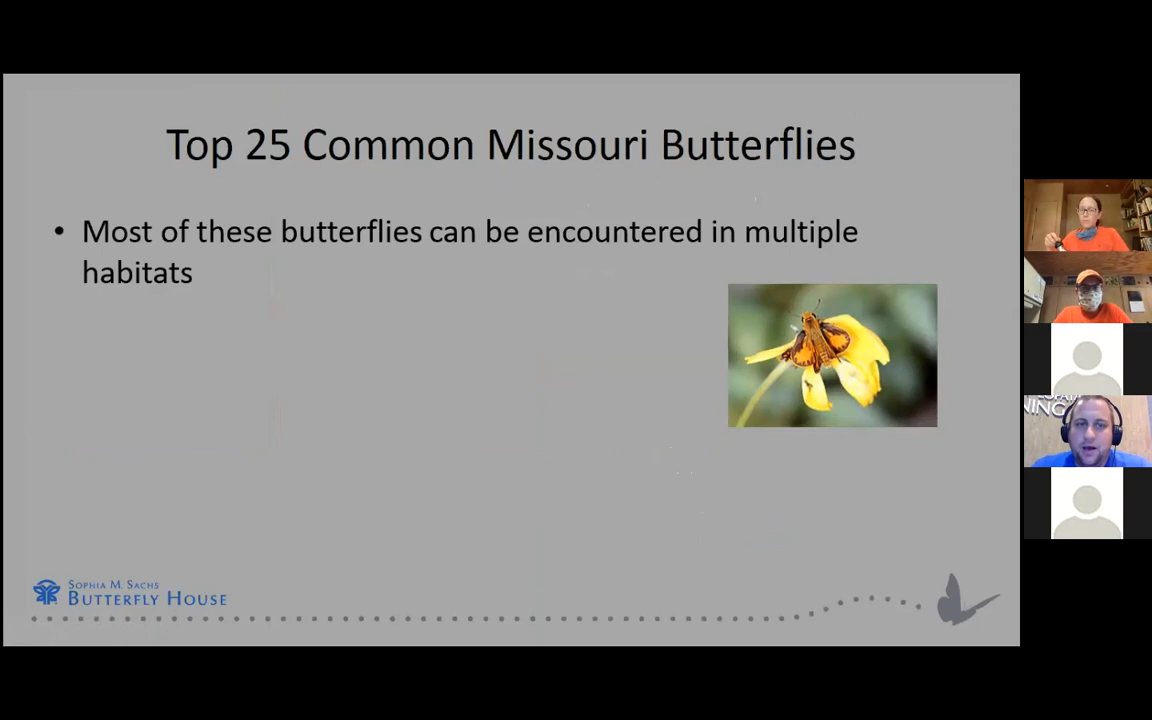 Top 25 Common Missouri Butterflies
• Most of these butterflies can be encountered in multiple
habitats
SOPHIA M. SACHS
BUTTERFLY HOUSE